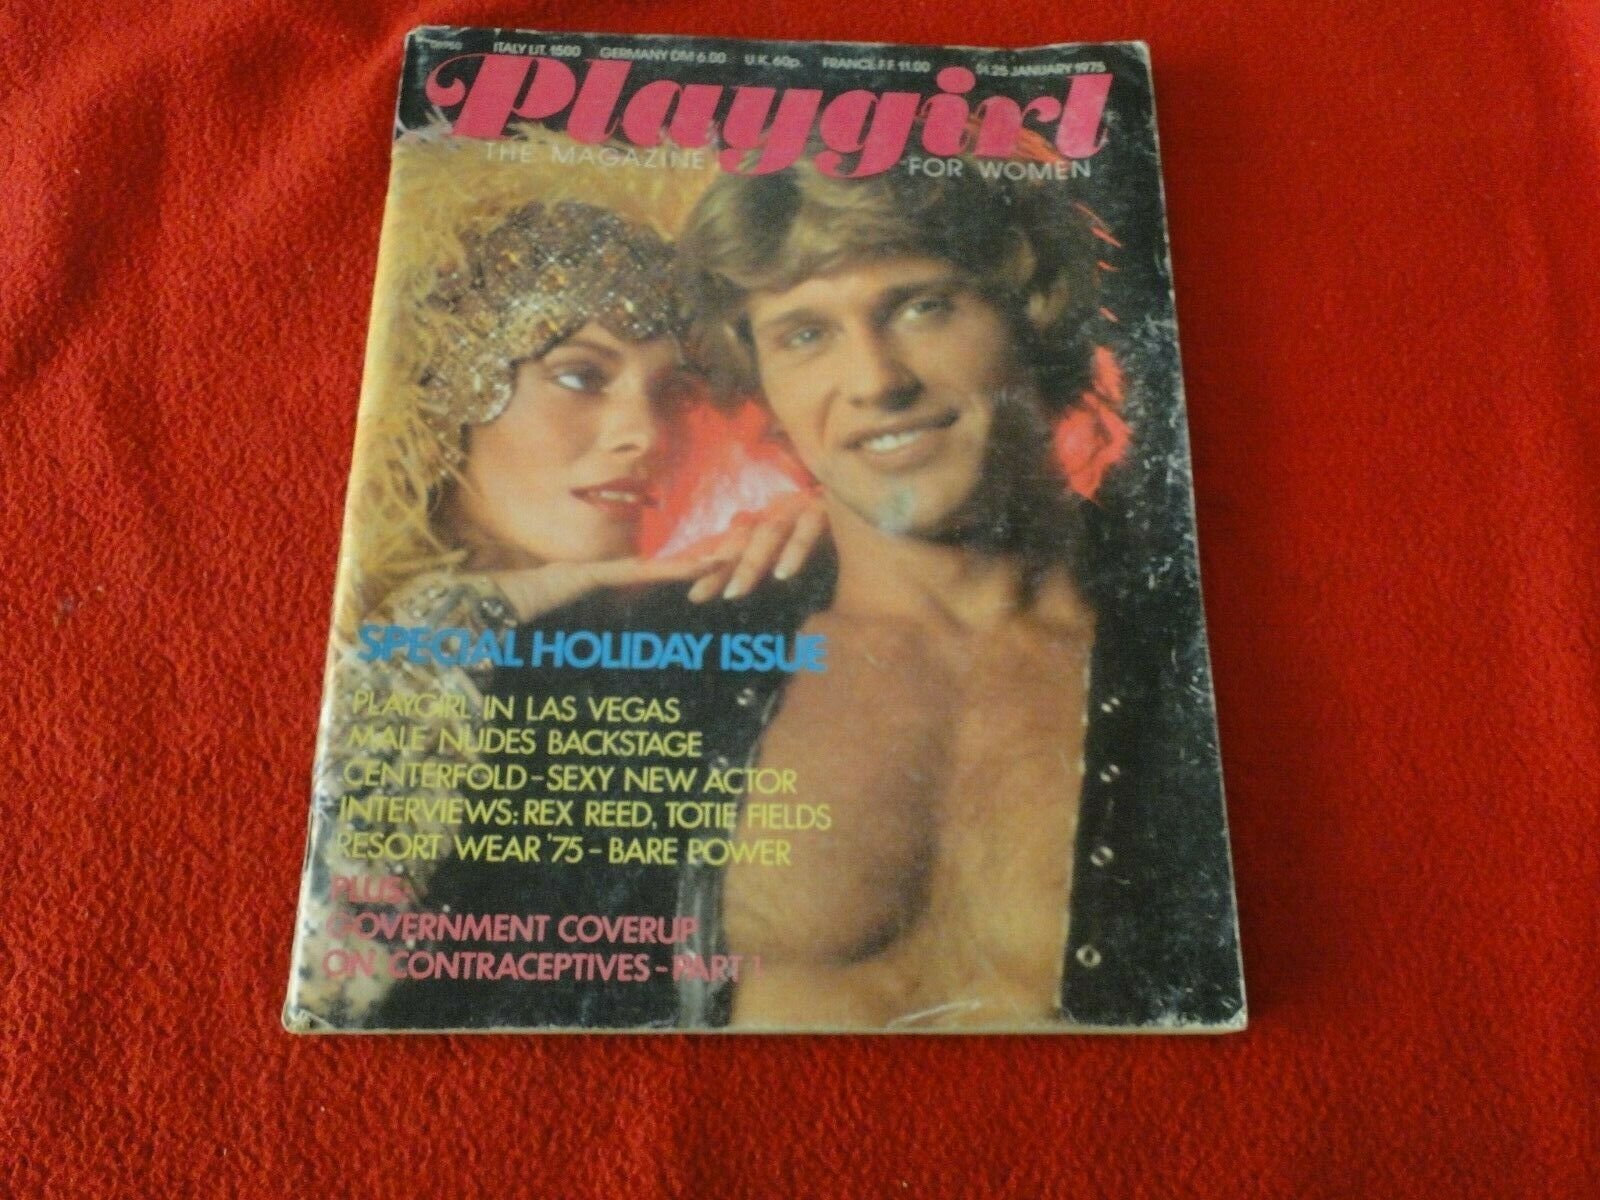 ITALY LIT. 1500 GERMANY DM 6.00 U.K. 60p. FRANCE F.F. 11.00 $1.25 JANUARY 1975
Playgirl
THE MAGAZINE FOR WOMEN
SPECIAL HOLIDAY ISSUE
PLAYGIRL IN LAS VEGAS
MALE NUDES BACKSTAGE
CENTERFOLD-SEXY NEW ACTOR
INTERVIEWS: REX REED, TOTIE FIELDS
RESORT WEAR '75 - BARE POWER
PLUS:
GOVERNMENT COVERUP
ON CONTRACEPTIVES-PART 1